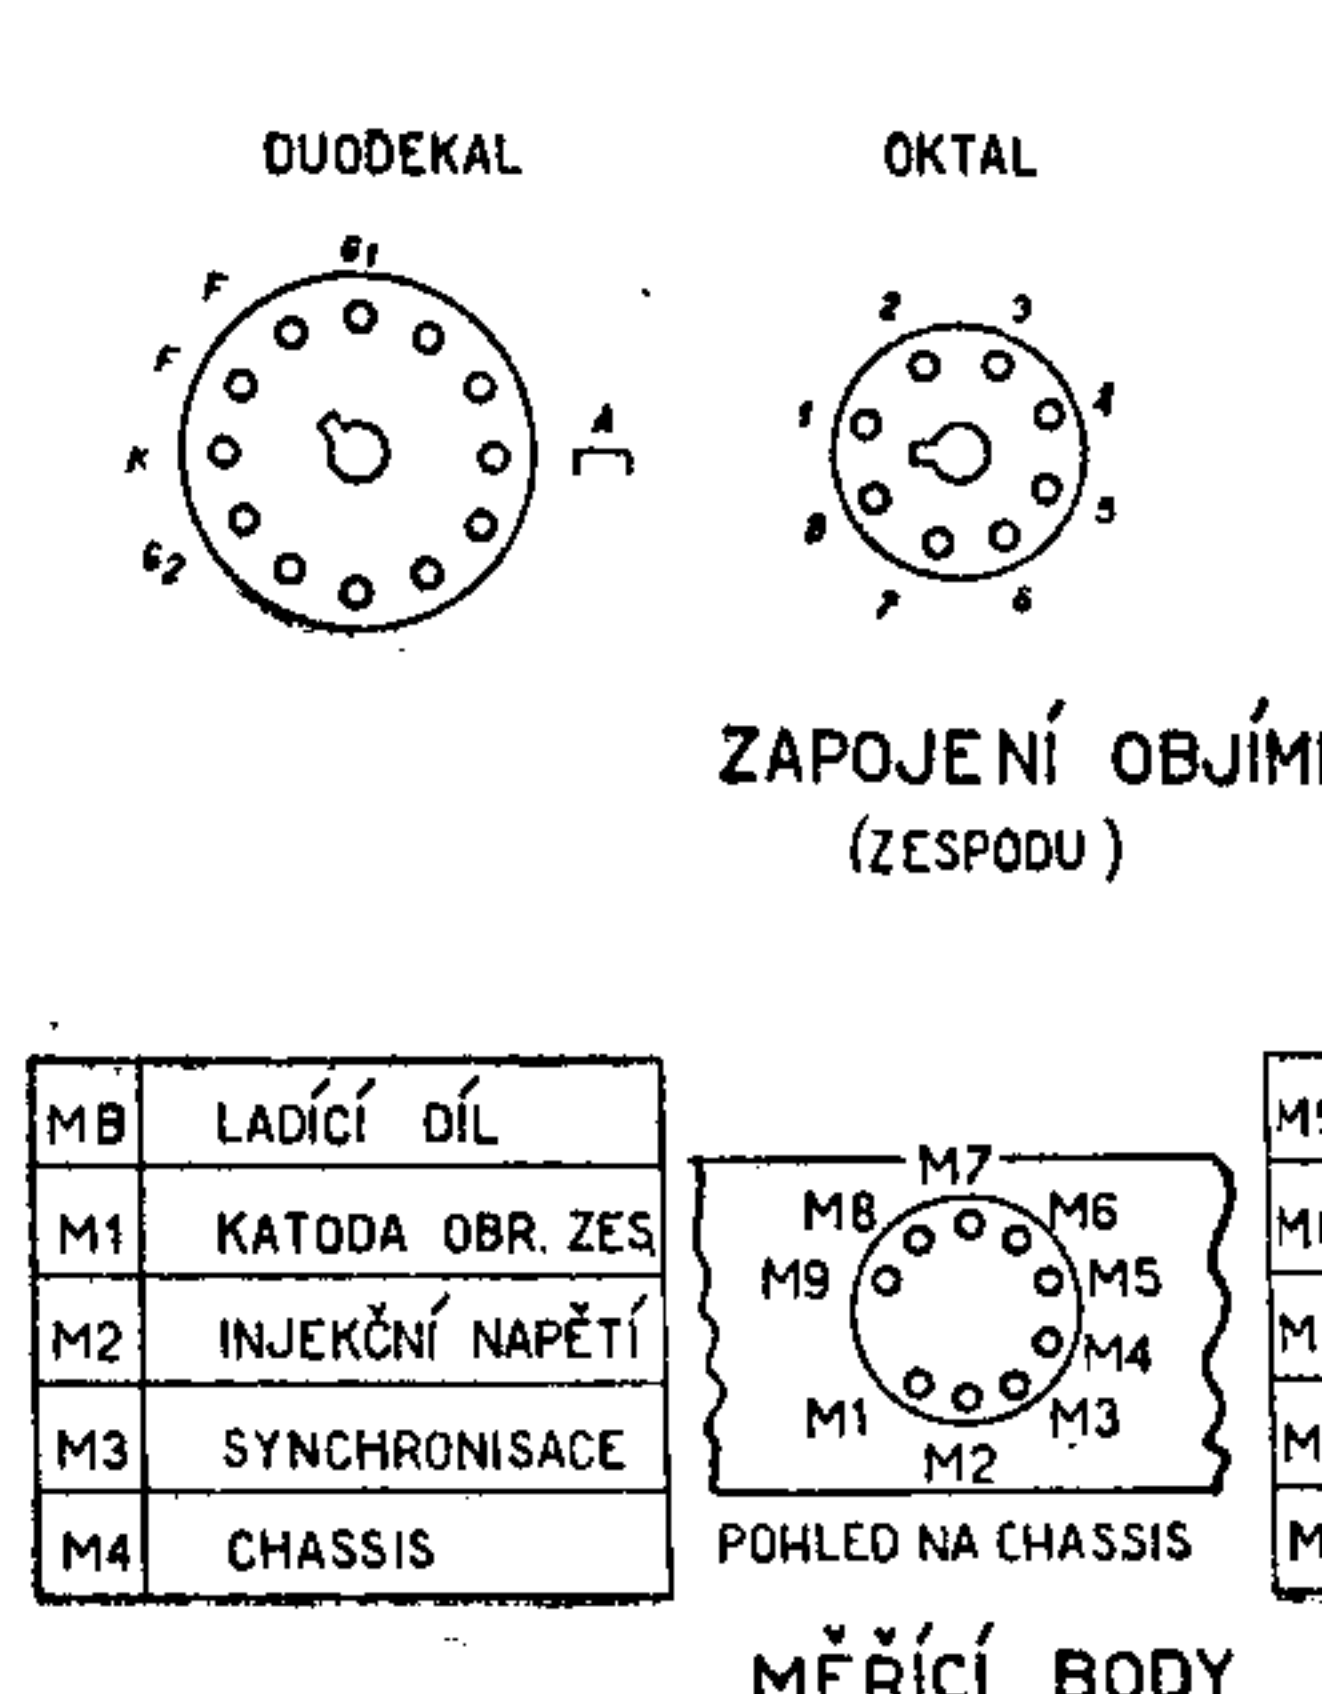 DUODEKAL
OKTAL
G1
F
F
K
G2
A
2
3
1
4
8
5
7
6
ZAPOJENÍ OBJÍM
(ZESPODU)
MB LADÍCÍ DÍL
M1 KATODA OBR. ZES.
M2 INJEKČNÍ NAPĚTÍ
M3 SYNCHRONISACE
M4 CHASSIS
M7
M8
M6
M9
M5
M4
M1
M3
M2
POHLED NA CHASSIS
MĚŘÍCÍ BODY
M
M
M
M